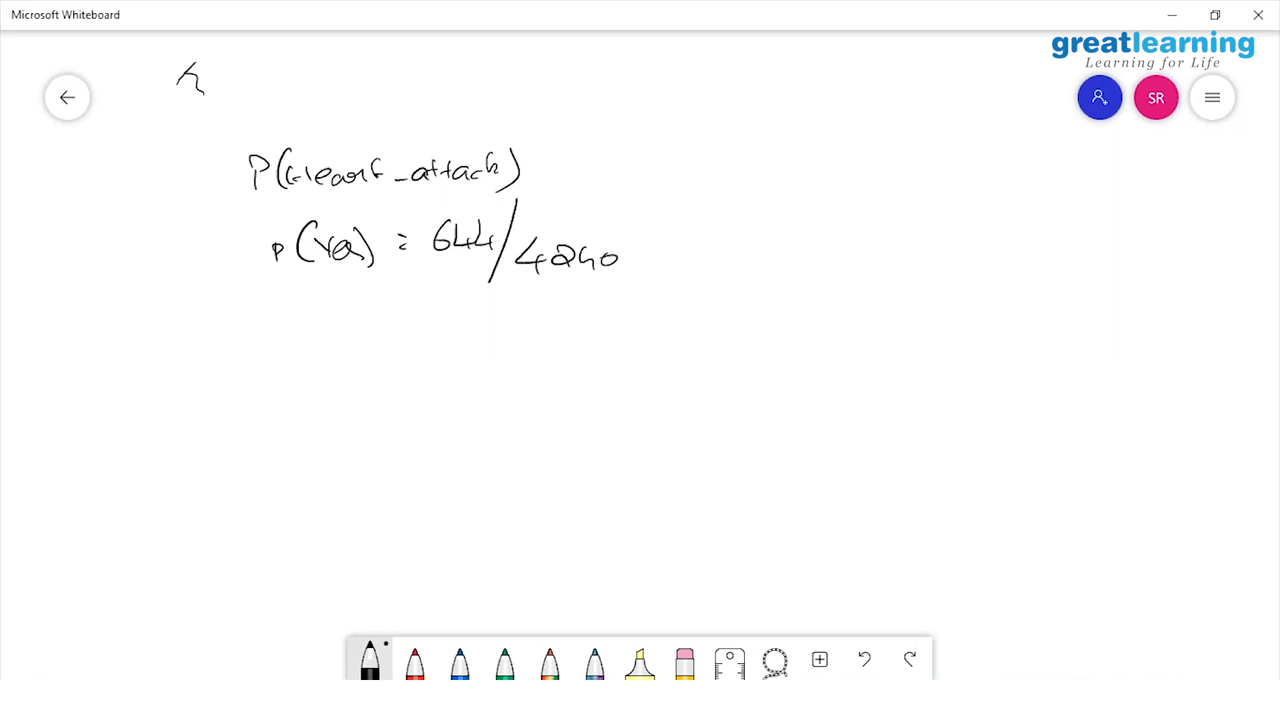 Microsoft Whiteboard
greatlearning
Learning for Life
SR
P(Heart_attack)
P(Yes) = 644/4240